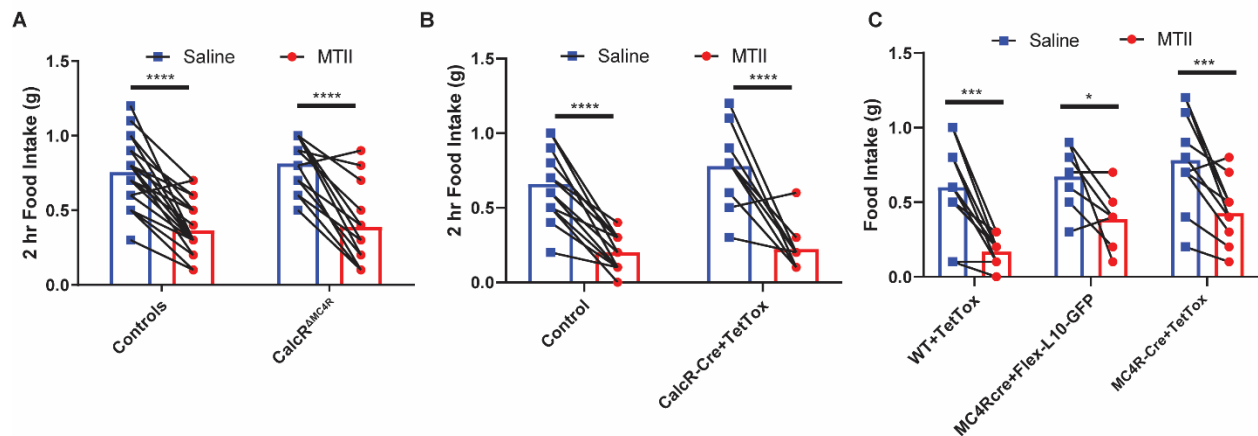 A
Saline MTII
2 hr Food Intake (g)
1.5
1.0
0.5
0.0
****
****
Controls
CalcRΔMC4R
B
Saline MTII
2 hr Food Intake (g)
1.5
1.0
0.5
0.0
****
****
Control
CalcR-Cre+TetTox
C
Saline MTII
Food Intake (g)
1.5
1.0
0.5
0.0
***
*
***
WT+TetTox
MC4Rcre+Flex-L10-GFP
MC4R-Cre+TetTox